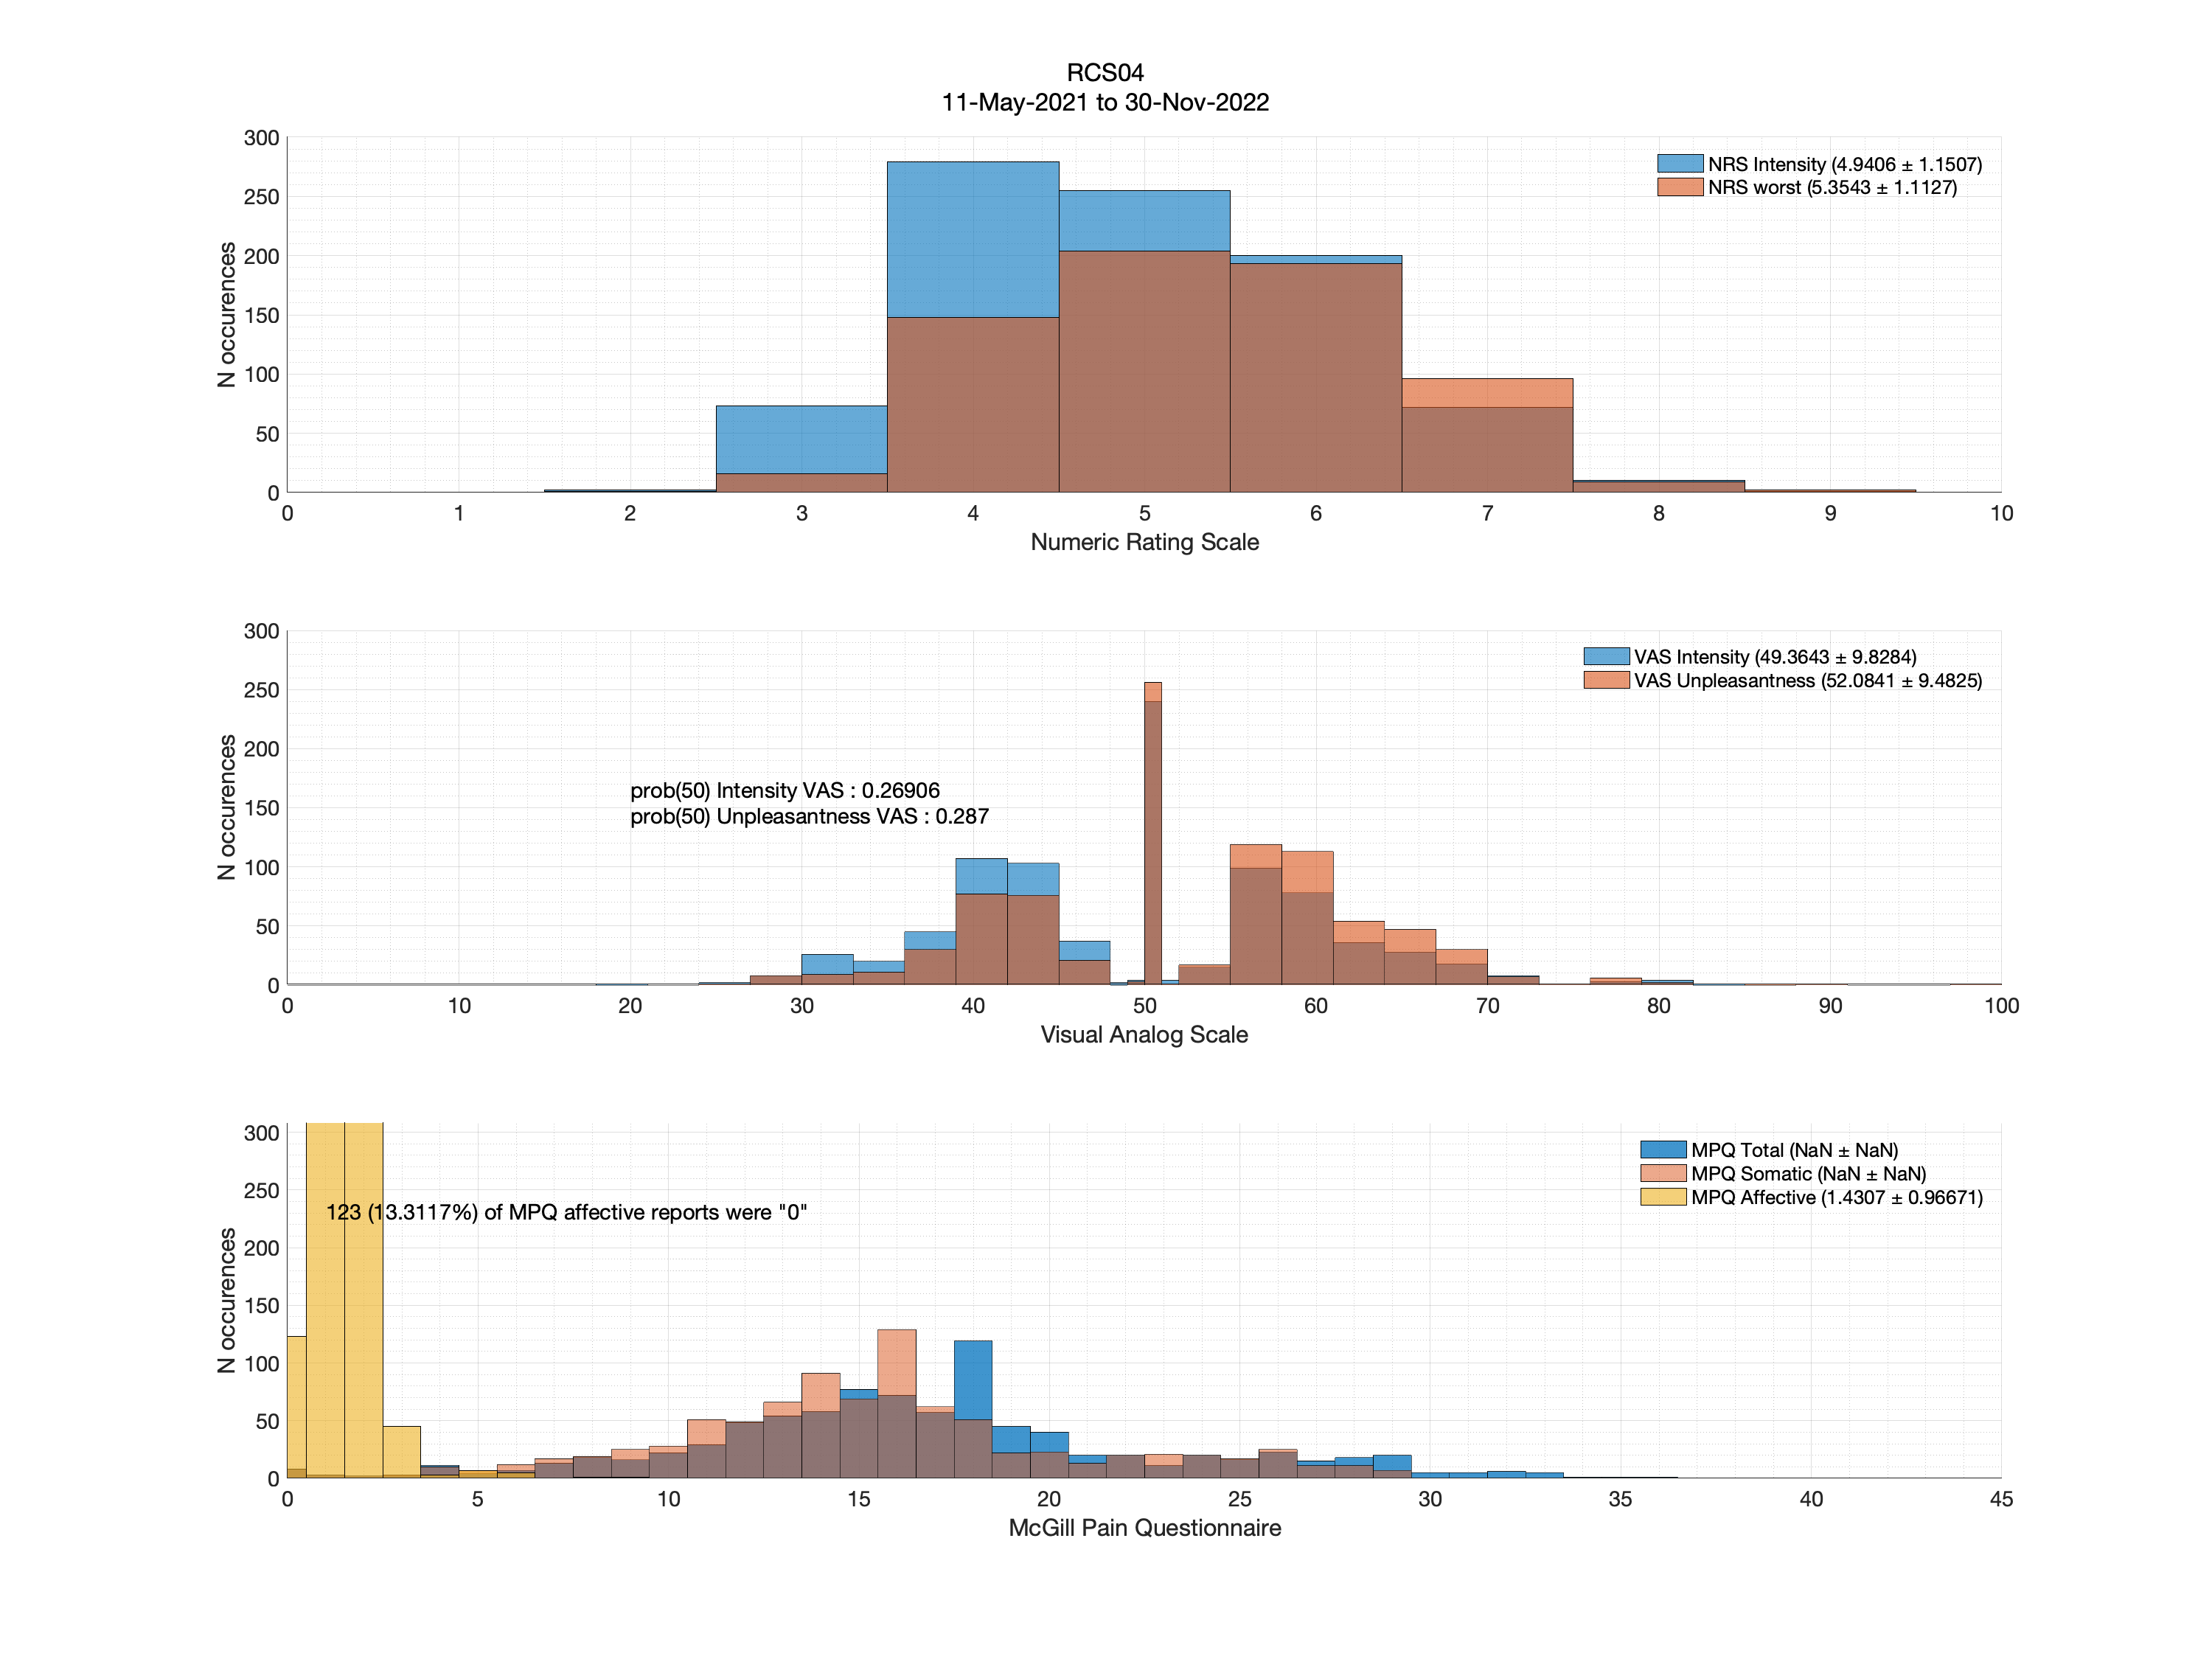 RCS04
11-May-2021 to 30-Nov-2022
300
250
200
150
100
50
0
N occurences
NRS Intensity (4.9406 ± 1.1507)
NRS worst (5.3543 ± 1.1127)
0 1 2 3 4 5 6 7 8 9 10
Numeric Rating Scale
300
250
200
150
100
50
0
N occurences
VAS Intensity (49.3643 ± 9.8284)
VAS Unpleasantness (52.0841 ± 9.4825)
prob(50) Intensity VAS : 0.26906
prob(50) Unpleasantness VAS : 0.287
0 10 20 30 40 50 60 70 80 90 100
Visual Analog Scale
300
250
200
150
100
50
0
N occurences
MPQ Total (NaN ± NaN)
MPQ Somatic (NaN ± NaN)
MPQ Affective (1.4307 ± 0.96671)
123 (13.3117%) of MPQ affective reports were "0"
0 5 10 15 20 25 30 35 40 45
McGill Pain Questionnaire